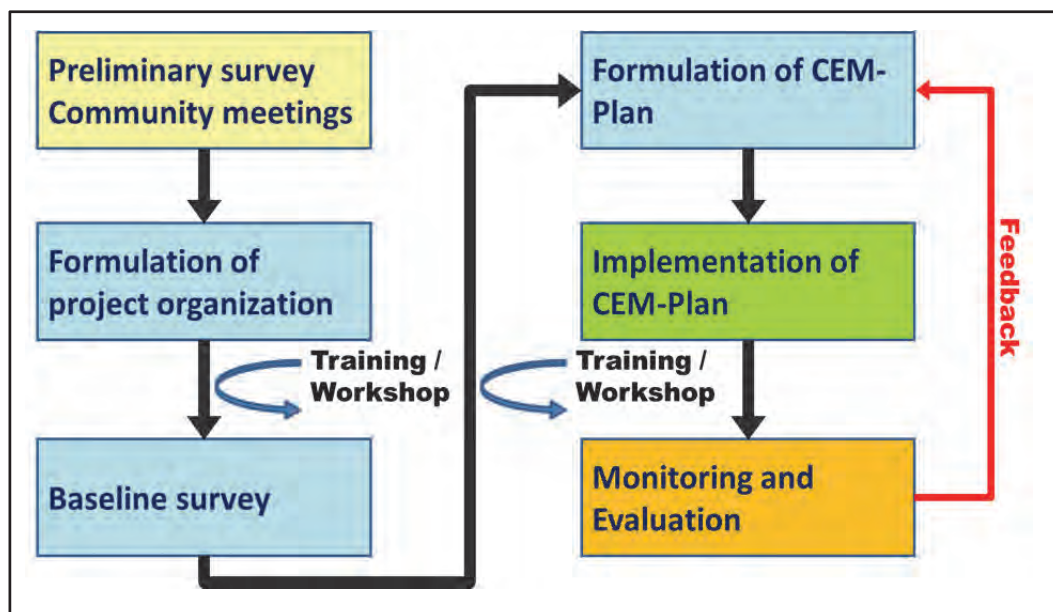 Preliminary survey
Community meetings
Formulation of
project organization
Training /
Workshop
Baseline survey
Formulation of CEM-
Plan
Implementation of
CEM-Plan
Training /
Workshop
Monitoring and
Evaluation
Feedback